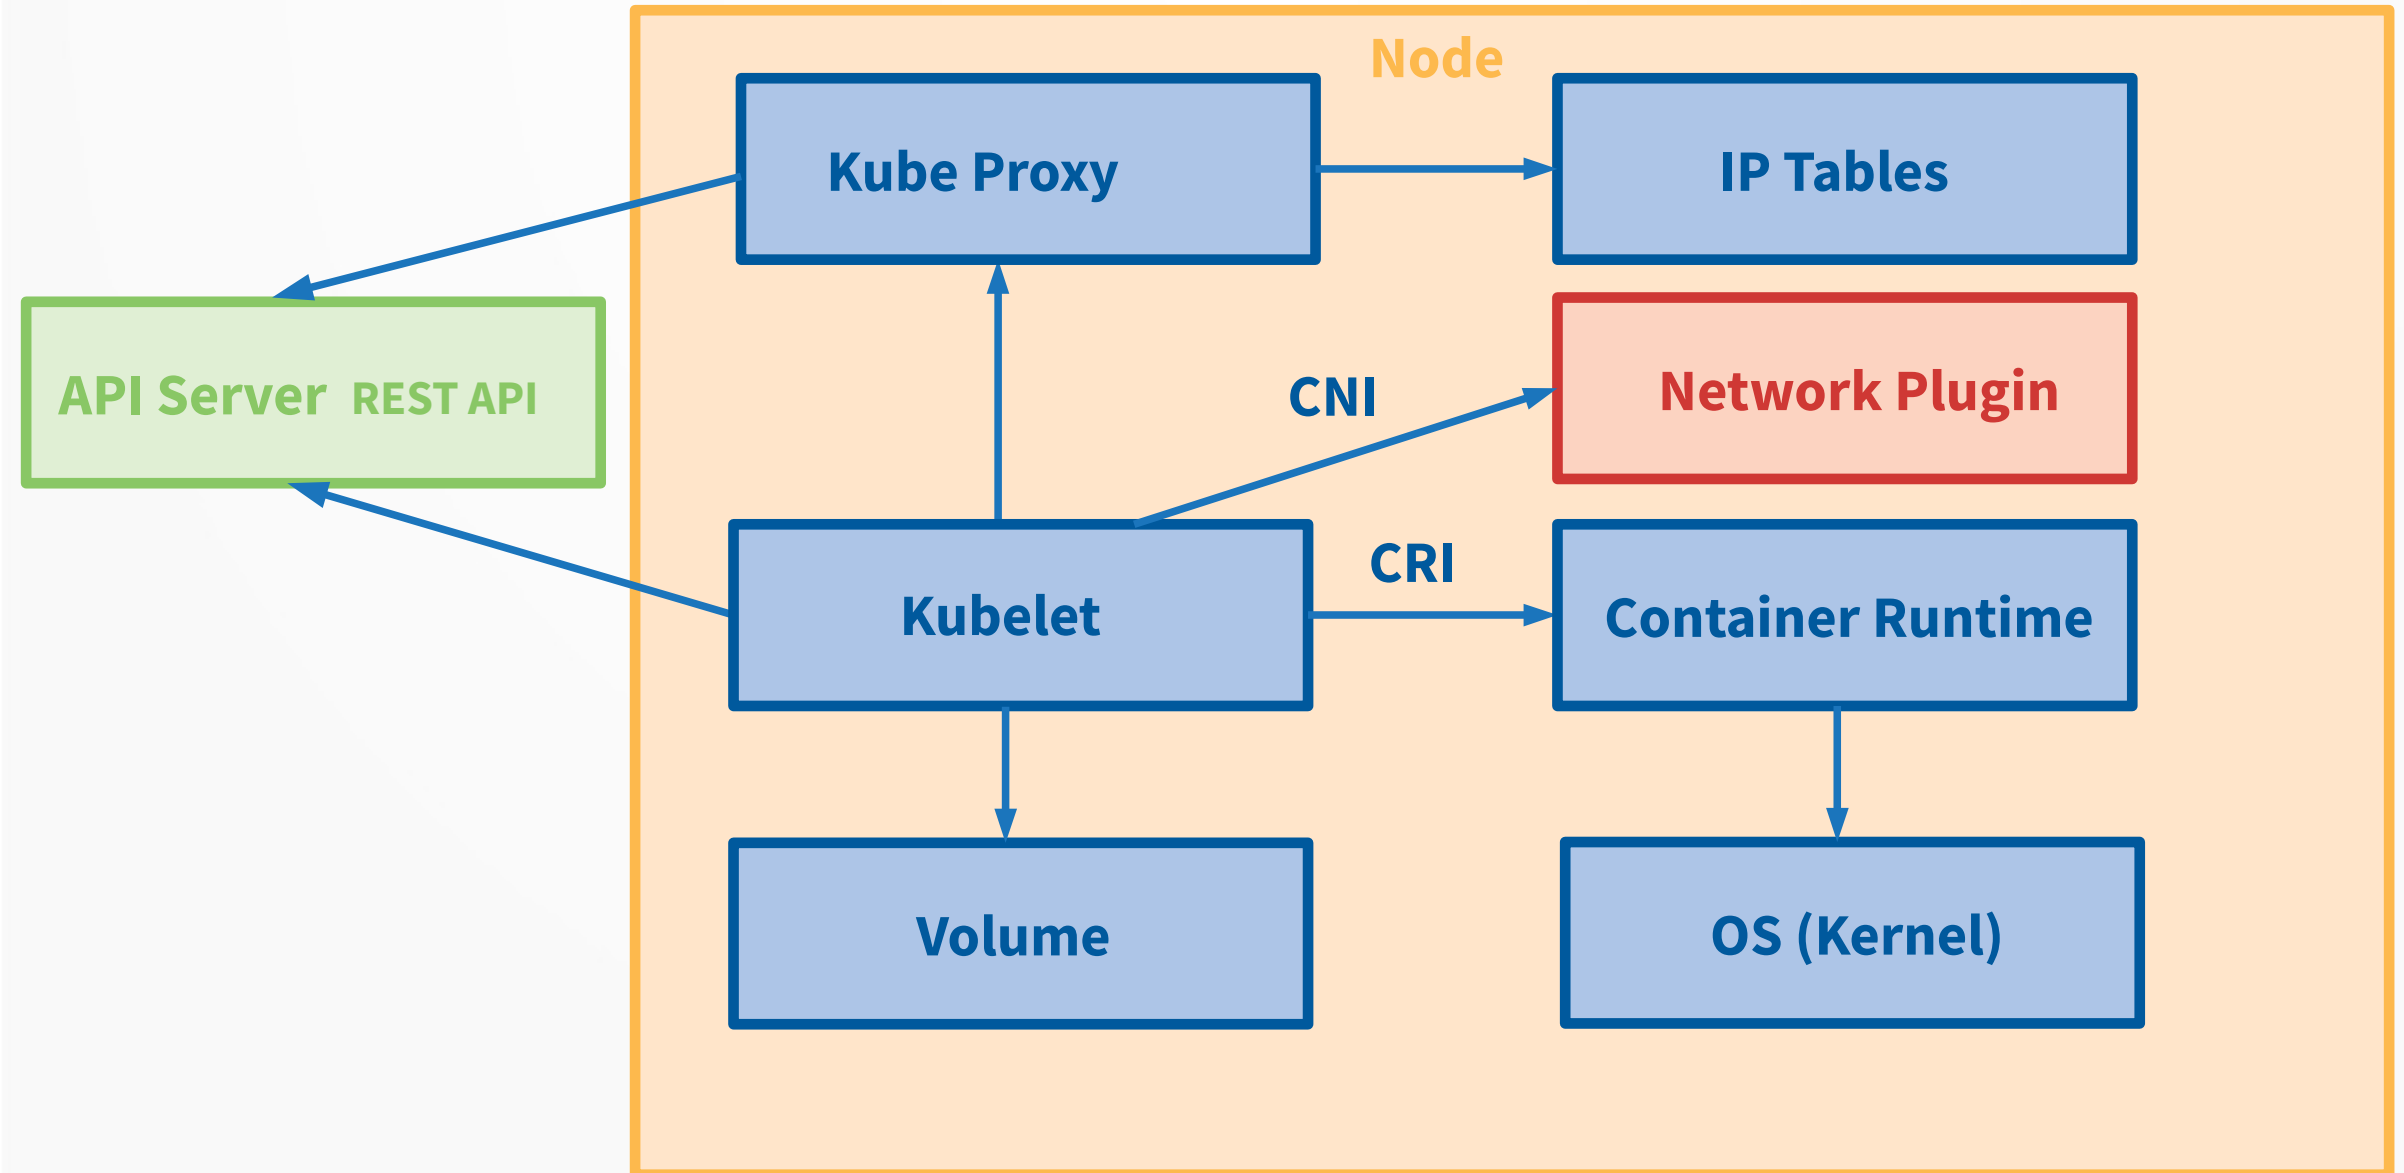 Node
Kube Proxy
IP Tables
API Server REST API
CNI
Network Plugin
CRI
Kubelet
Container Runtime
Volume
OS (Kernel)